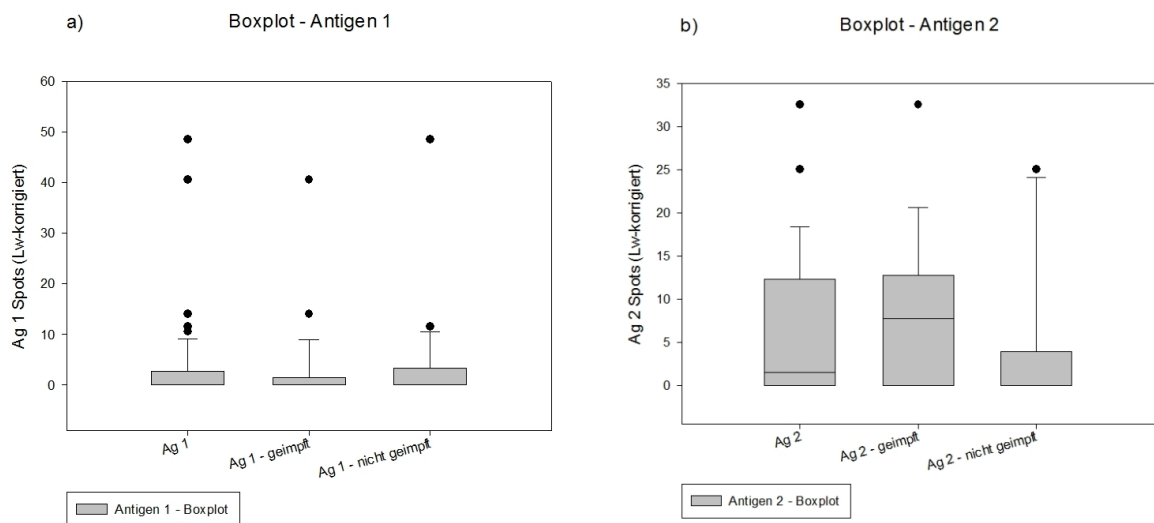 a)
Boxplot - Antigen 1
60
50
40
30
20
10
0
Ag 1 Spots (Lw-korrigiert)
Ag 1
Ag 1 - geimpft
Ag 1 - nicht geimpft
Antigen 1 - Boxplot
b)
Boxplot - Antigen 2
35
30
25
20
15
10
5
0
Ag 2 Spots (Lw-korrigiert)
Ag 2
Ag 2 - geimpft
Ag 2 - nicht geimpft
Antigen 2 - Boxplot